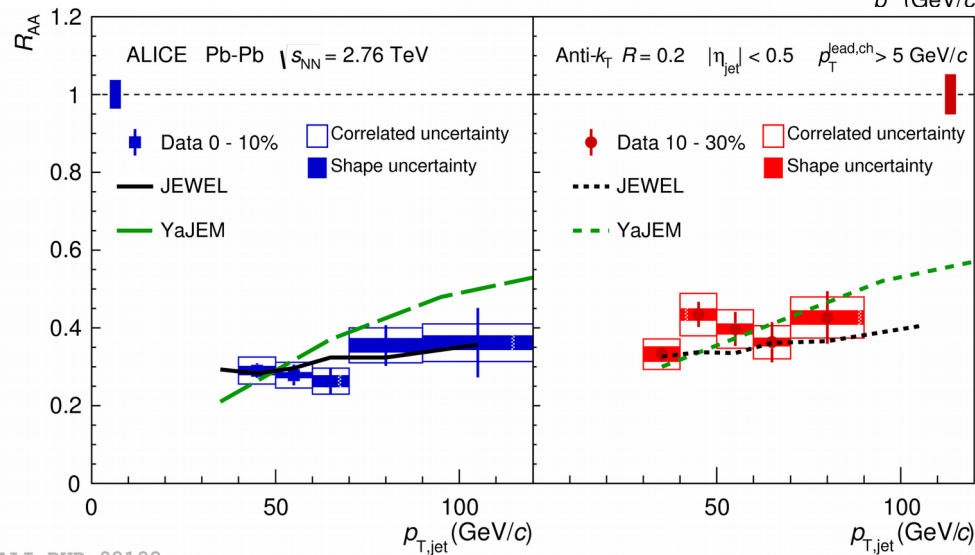 R_AA
1.2
1
0.8
0.6
0.4
0.2
0
ALICE Pb-Pb √s_NN = 2.76 TeV
Data 0 - 10%
Correlated uncertainty
Shape uncertainty
JEWEL
YaJEM
0 50 100
p_T,jet (GeV/c)
(GeV/c
Anti-k_T R = 0.2 |η_jet| < 0.5 p_T^lead,ch > 5 GeV/c
Data 10 - 30%
Correlated uncertainty
Shape uncertainty
JEWEL
YaJEM
50 100
p_T,jet (GeV/c)